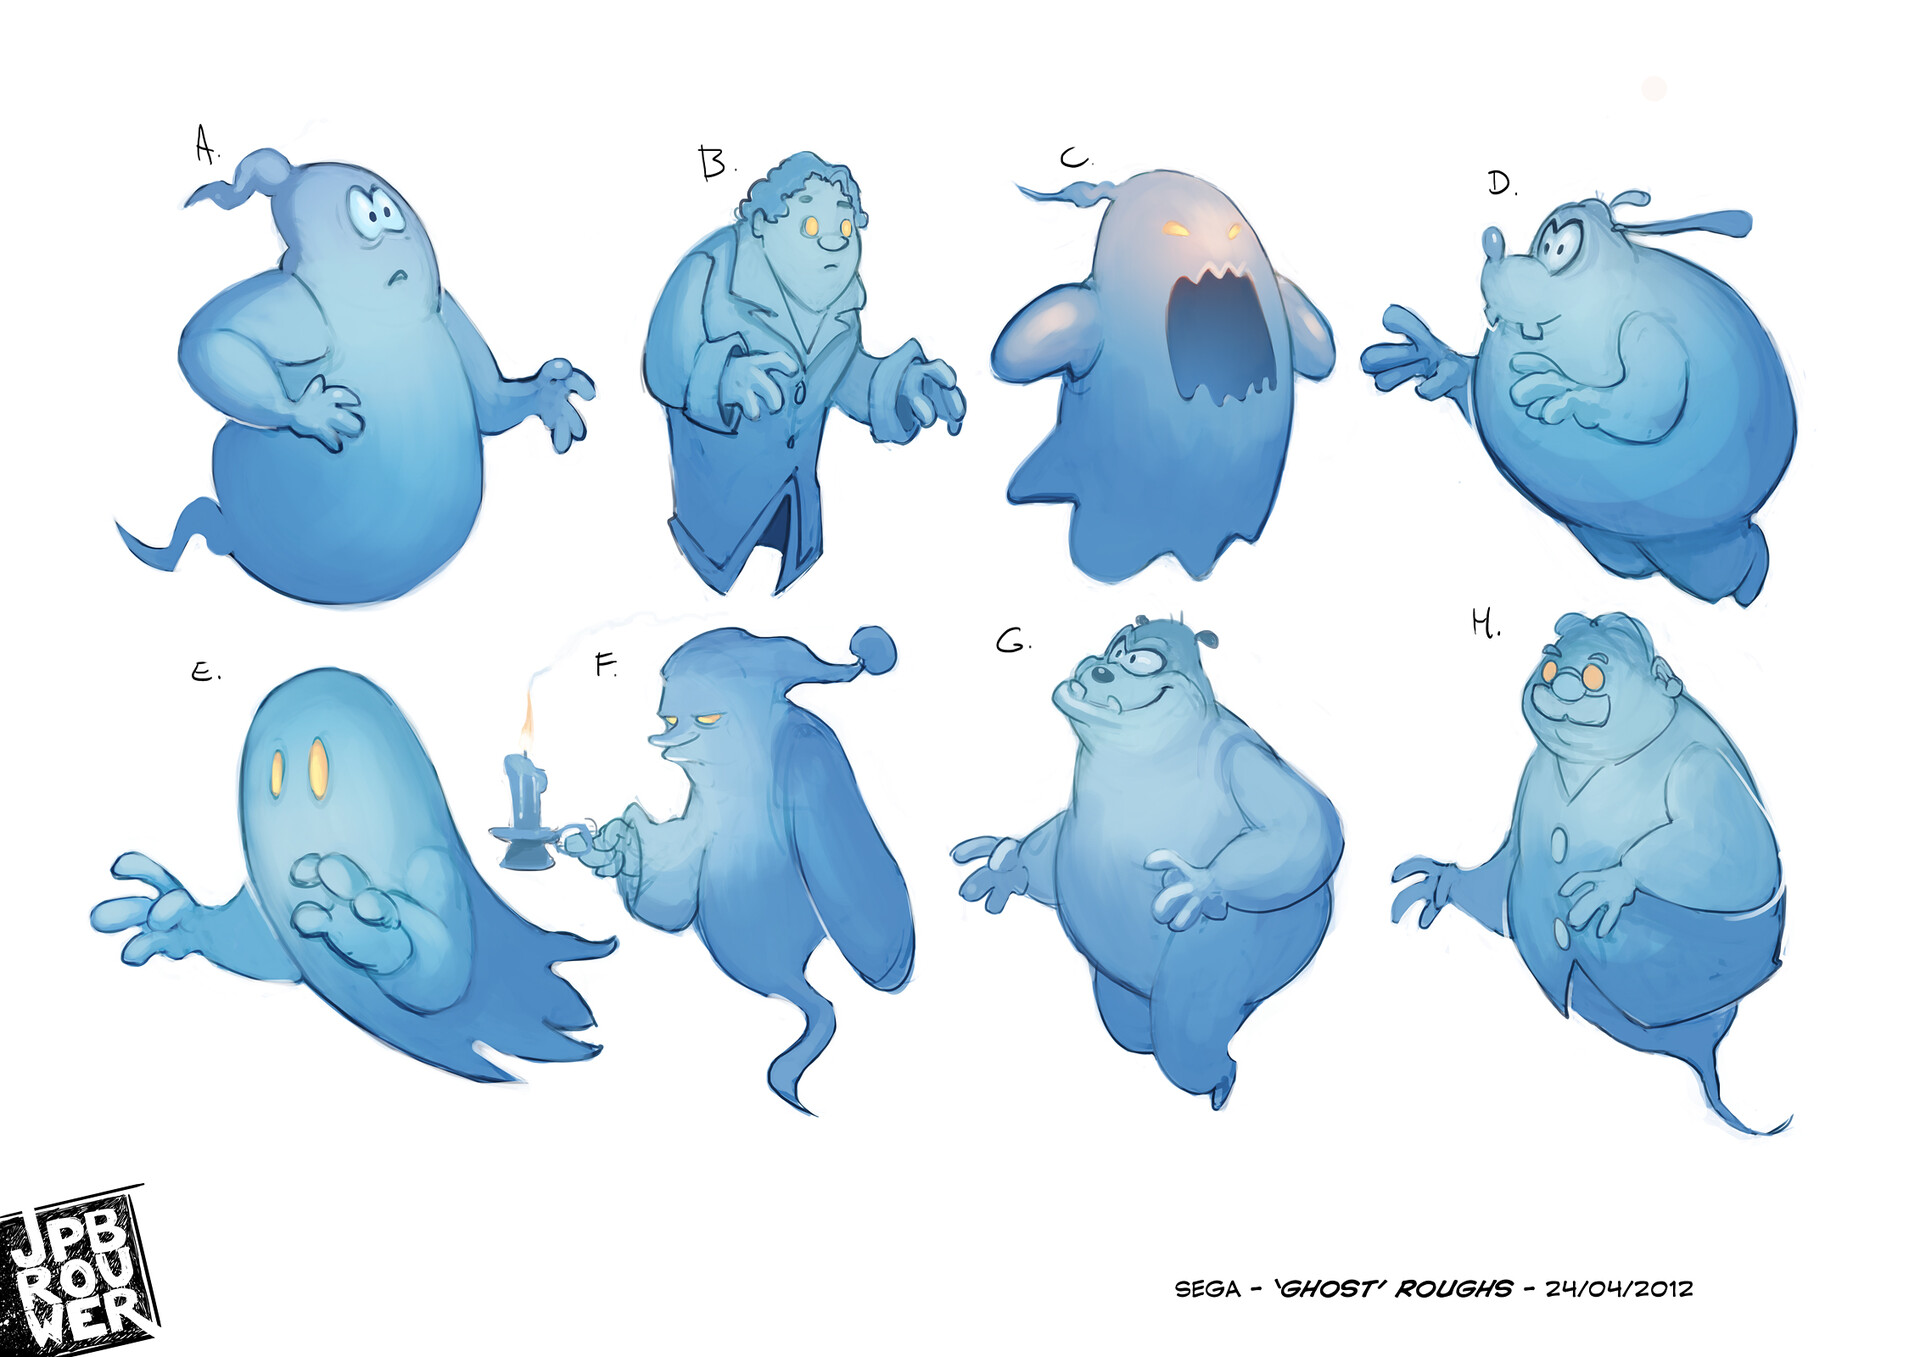 A.
B.
C.
D.
E.
F.
G.
H.
JPB
ROU
WER
SEGA - 'GHOST' ROUGHS - 24/04/2012